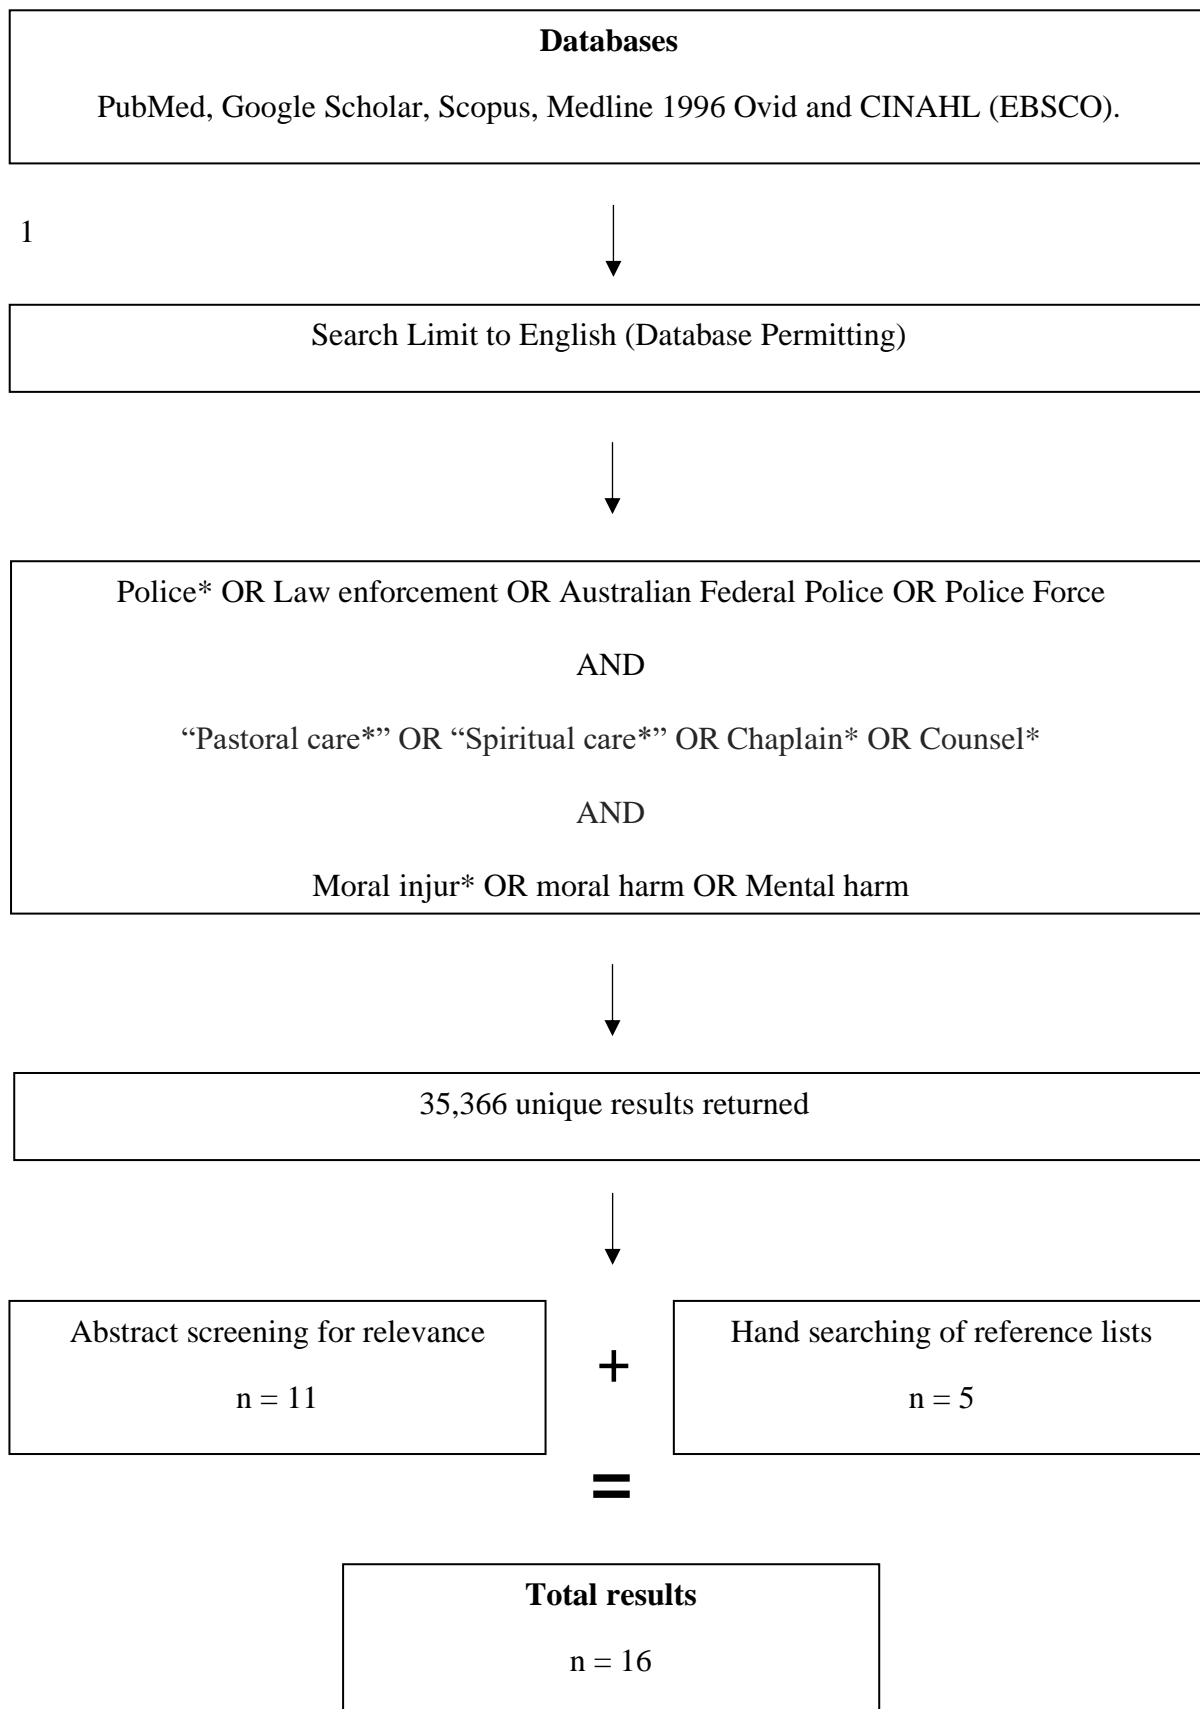 Databases
PubMed, Google Scholar, Scopus, Medline 1996 Ovid and CINAHL (EBSCO).
1
Search Limit to English (Database Permitting)
Police* OR Law enforcement OR Australian Federal Police OR Police Force
AND
“Pastoral care*” OR “Spiritual care*” OR Chaplain* OR Counsel*
AND
Moral injur* OR moral harm OR Mental harm
35,366 unique results returned
Abstract screening for relevance
n = 11
+
Hand searching of reference lists
n = 5
=
Total results
n = 16